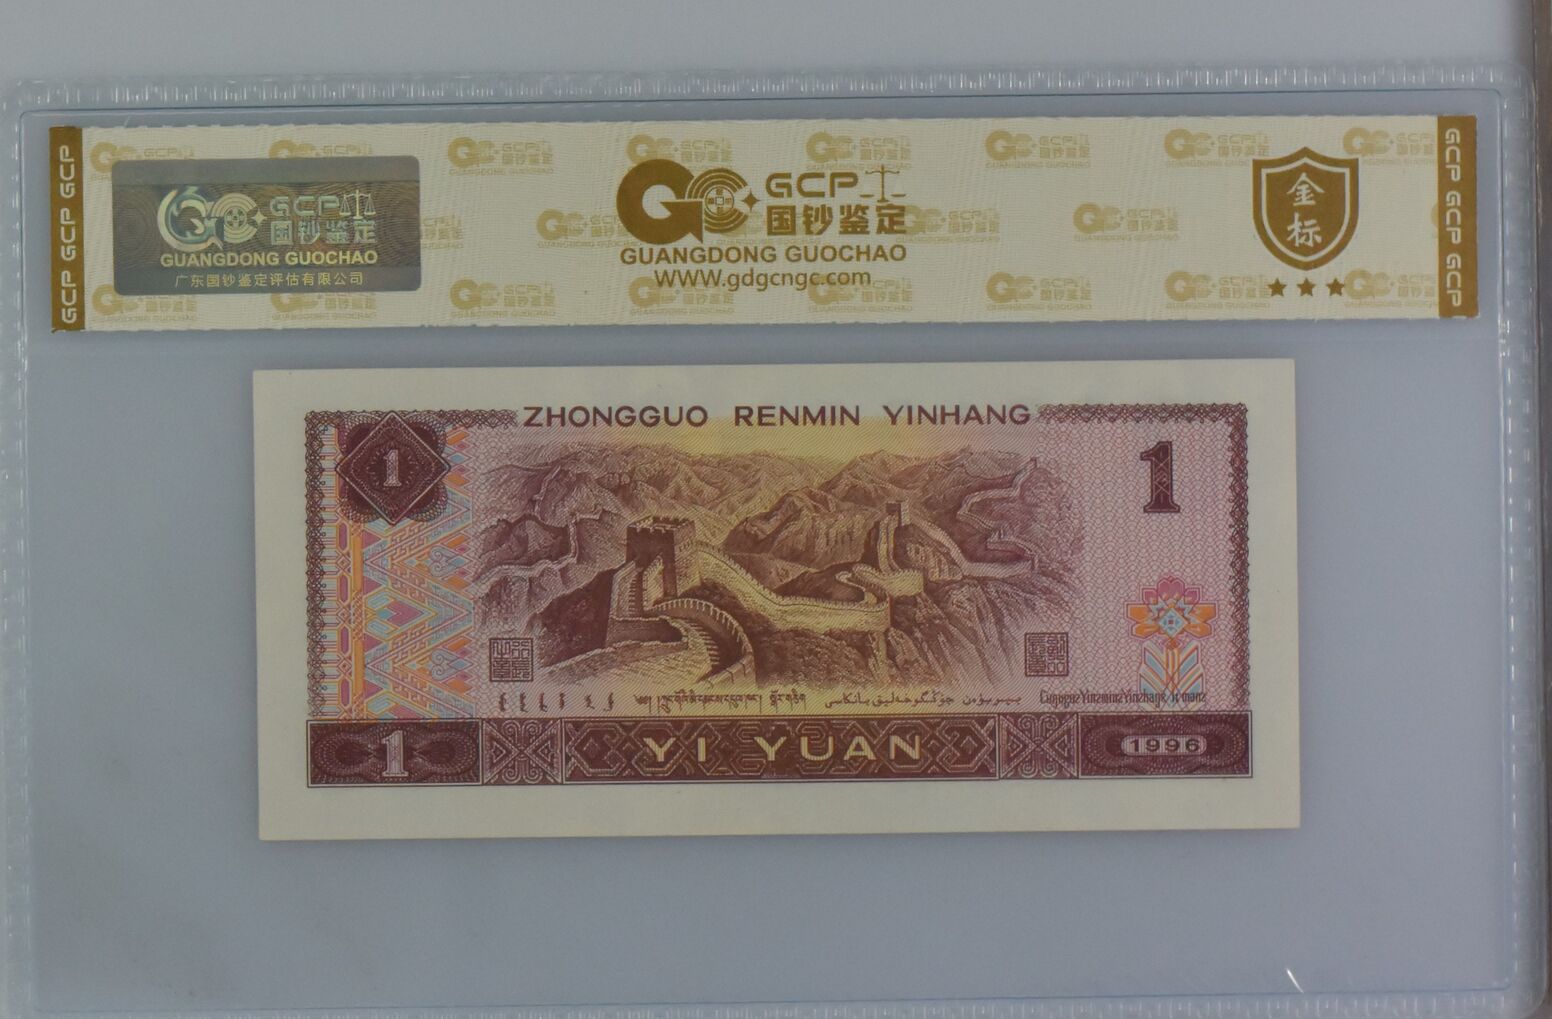 GCP GCP GCP
GCP
国钞鉴定
GUANGDONG GUOCHAO
广东国钞鉴定评估有限公司
GCP
国钞鉴定
GUANGDONG GUOCHAO
WWW.gdgcngc.com
金
标
GCP GCP GCP
ZHONGGUO RENMIN YINHANG
1
1
YI YUAN
1
1996